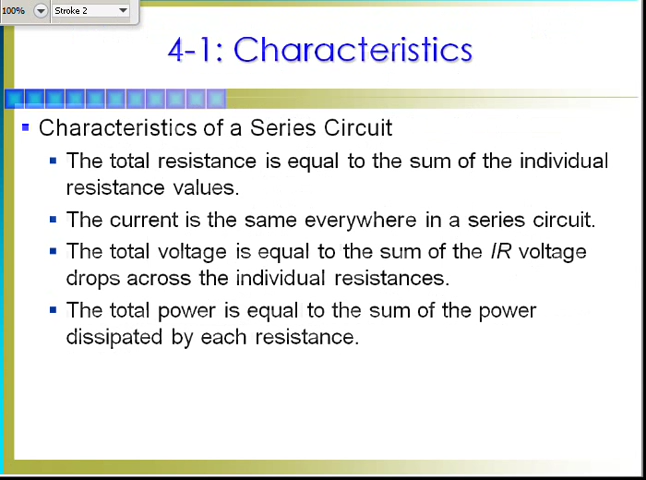 100%
Stroke 2
4-1: Characteristics
Characteristics of a Series Circuit
The total resistance is equal to the sum of the individual
resistance values.
The current is the same everywhere in a series circuit.
The total voltage is equal to the sum of the IR voltage
drops across the individual resistances.
The total power is equal to the sum of the power
dissipated by each resistance.